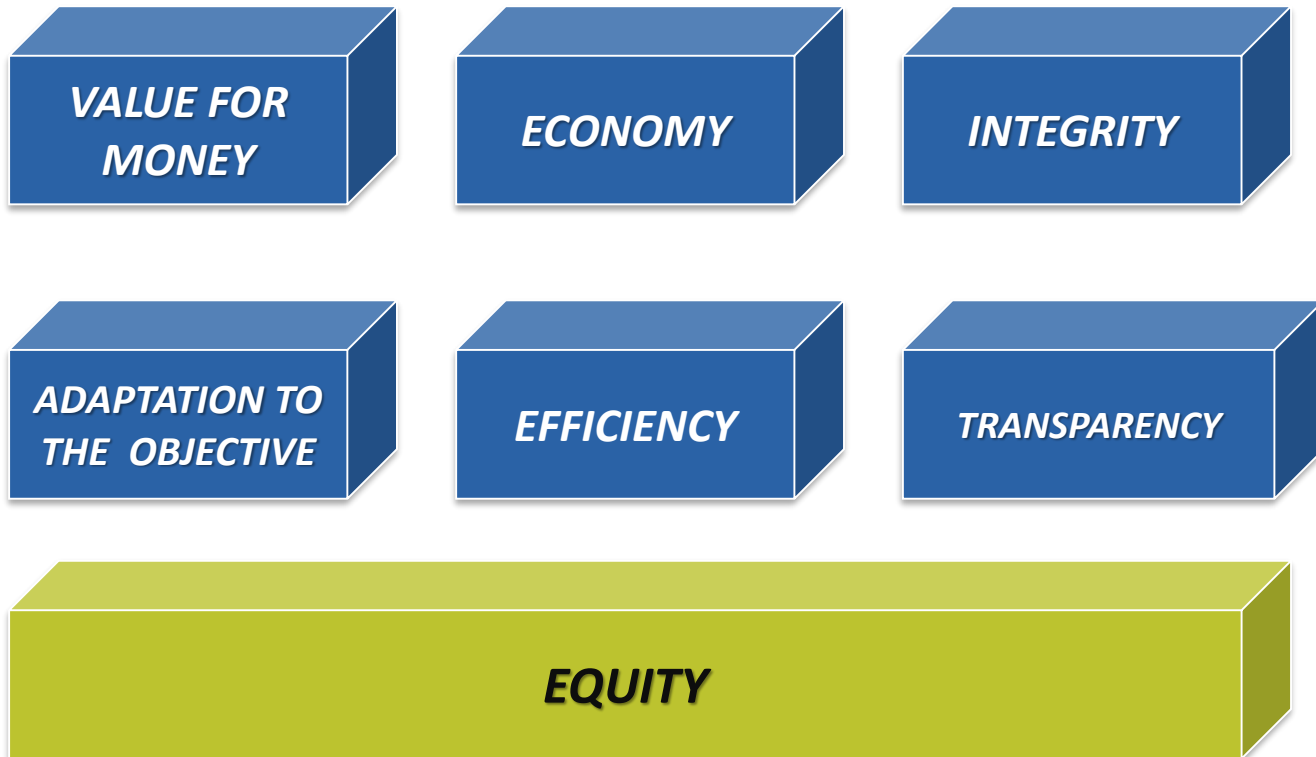 VALUE FOR
MONEY
ECONOMY
INTEGRITY
ADAPTATION TO
THE OBJECTIVE
EFFICIENCY
TRANSPARENCY
EQUITY